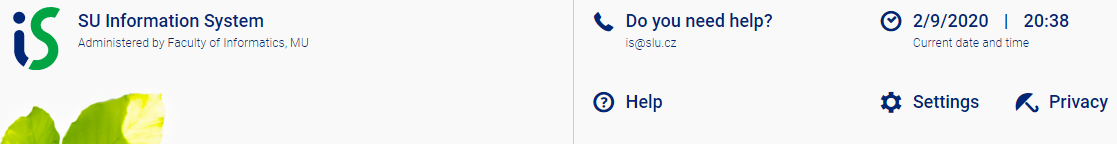 iS SU Information System
Administered by Faculty of Informatics, MU
Do you need help?
is@slu.cz
2/9/2020 | 20:38
Current date and time
Help
Settings
Privacy